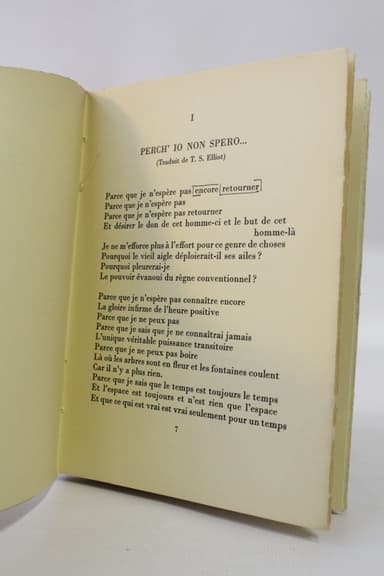 I
PERCH' IO NON SPERO...
(Traduit de T. S. Elliot)
Parce que je n'espère pas encore retourner
Parce que je n'espère pas
Parce que je n'espère pas retourner
Et désirer le don de cet homme-ci et le but de cet
homme-là
Je ne m'efforce plus à l'effort pour ce genre de choses
Pourquoi le vieil aigle déploierait-il ses ailes ?
Pourquoi pleurerai-je
Le pouvoir évanoui du règne conventionnel ?
Parce que je n'espère pas connaître encore
La gloire infirme de l'heure positive
Parce que je ne peux pas
Parce que je sais que je ne connaîtrai jamais
L'unique véritable puissance transitoire
Parce que je ne peux pas boire
Là où les arbres sont en fleur et les fontaines coulent
Car il n'y a plus rien.
Parce que je sais que le temps est toujours le temps
Et l'espace est toujours et n'est rien que l'espace
Et que ce qui est vrai est vrai seulement pour un temps
7